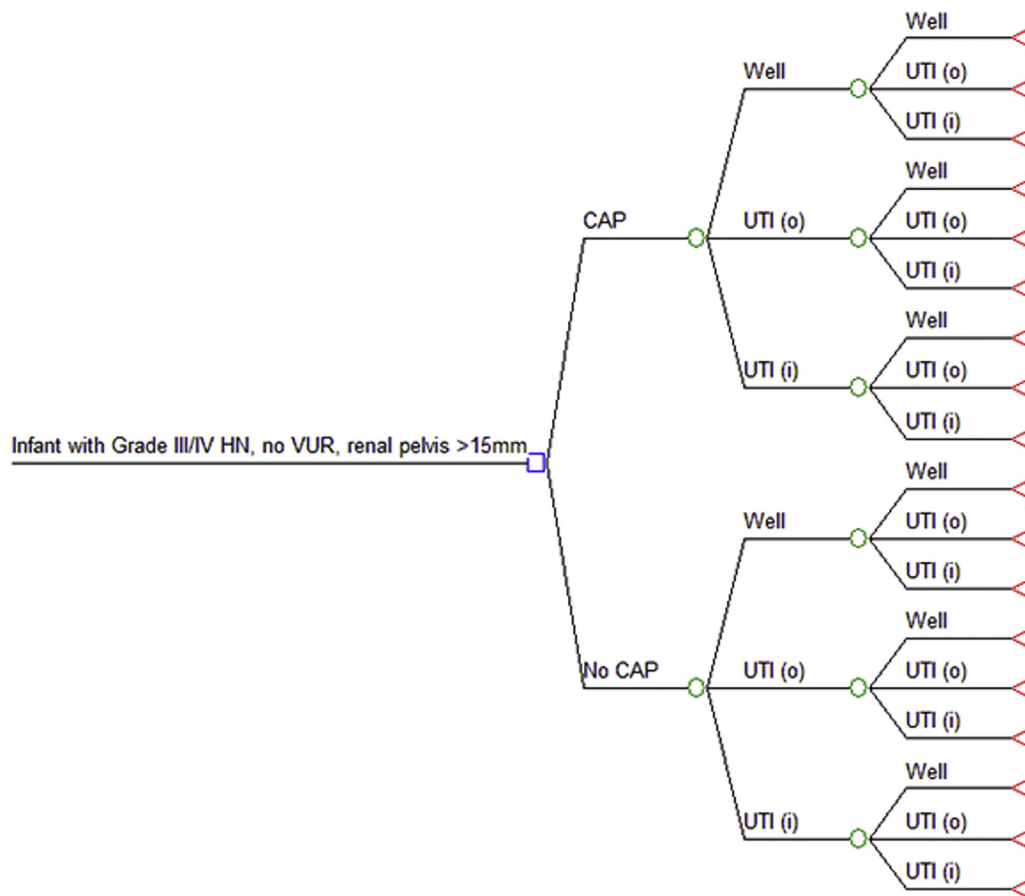 Well
UTI (o)
UTI (i)
Well
Well
UTI (o)
UTI (i)
CAP
UTI (o)
Well
UTI (o)
UTI (i)
UTI (i)
Infant with Grade III/IV HN, no VUR, renal pelvis >15mm
Well
UTI (o)
UTI (i)
Well
Well
UTI (o)
UTI (i)
No CAP
UTI (o)
Well
UTI (o)
UTI (i)
UTI (i)